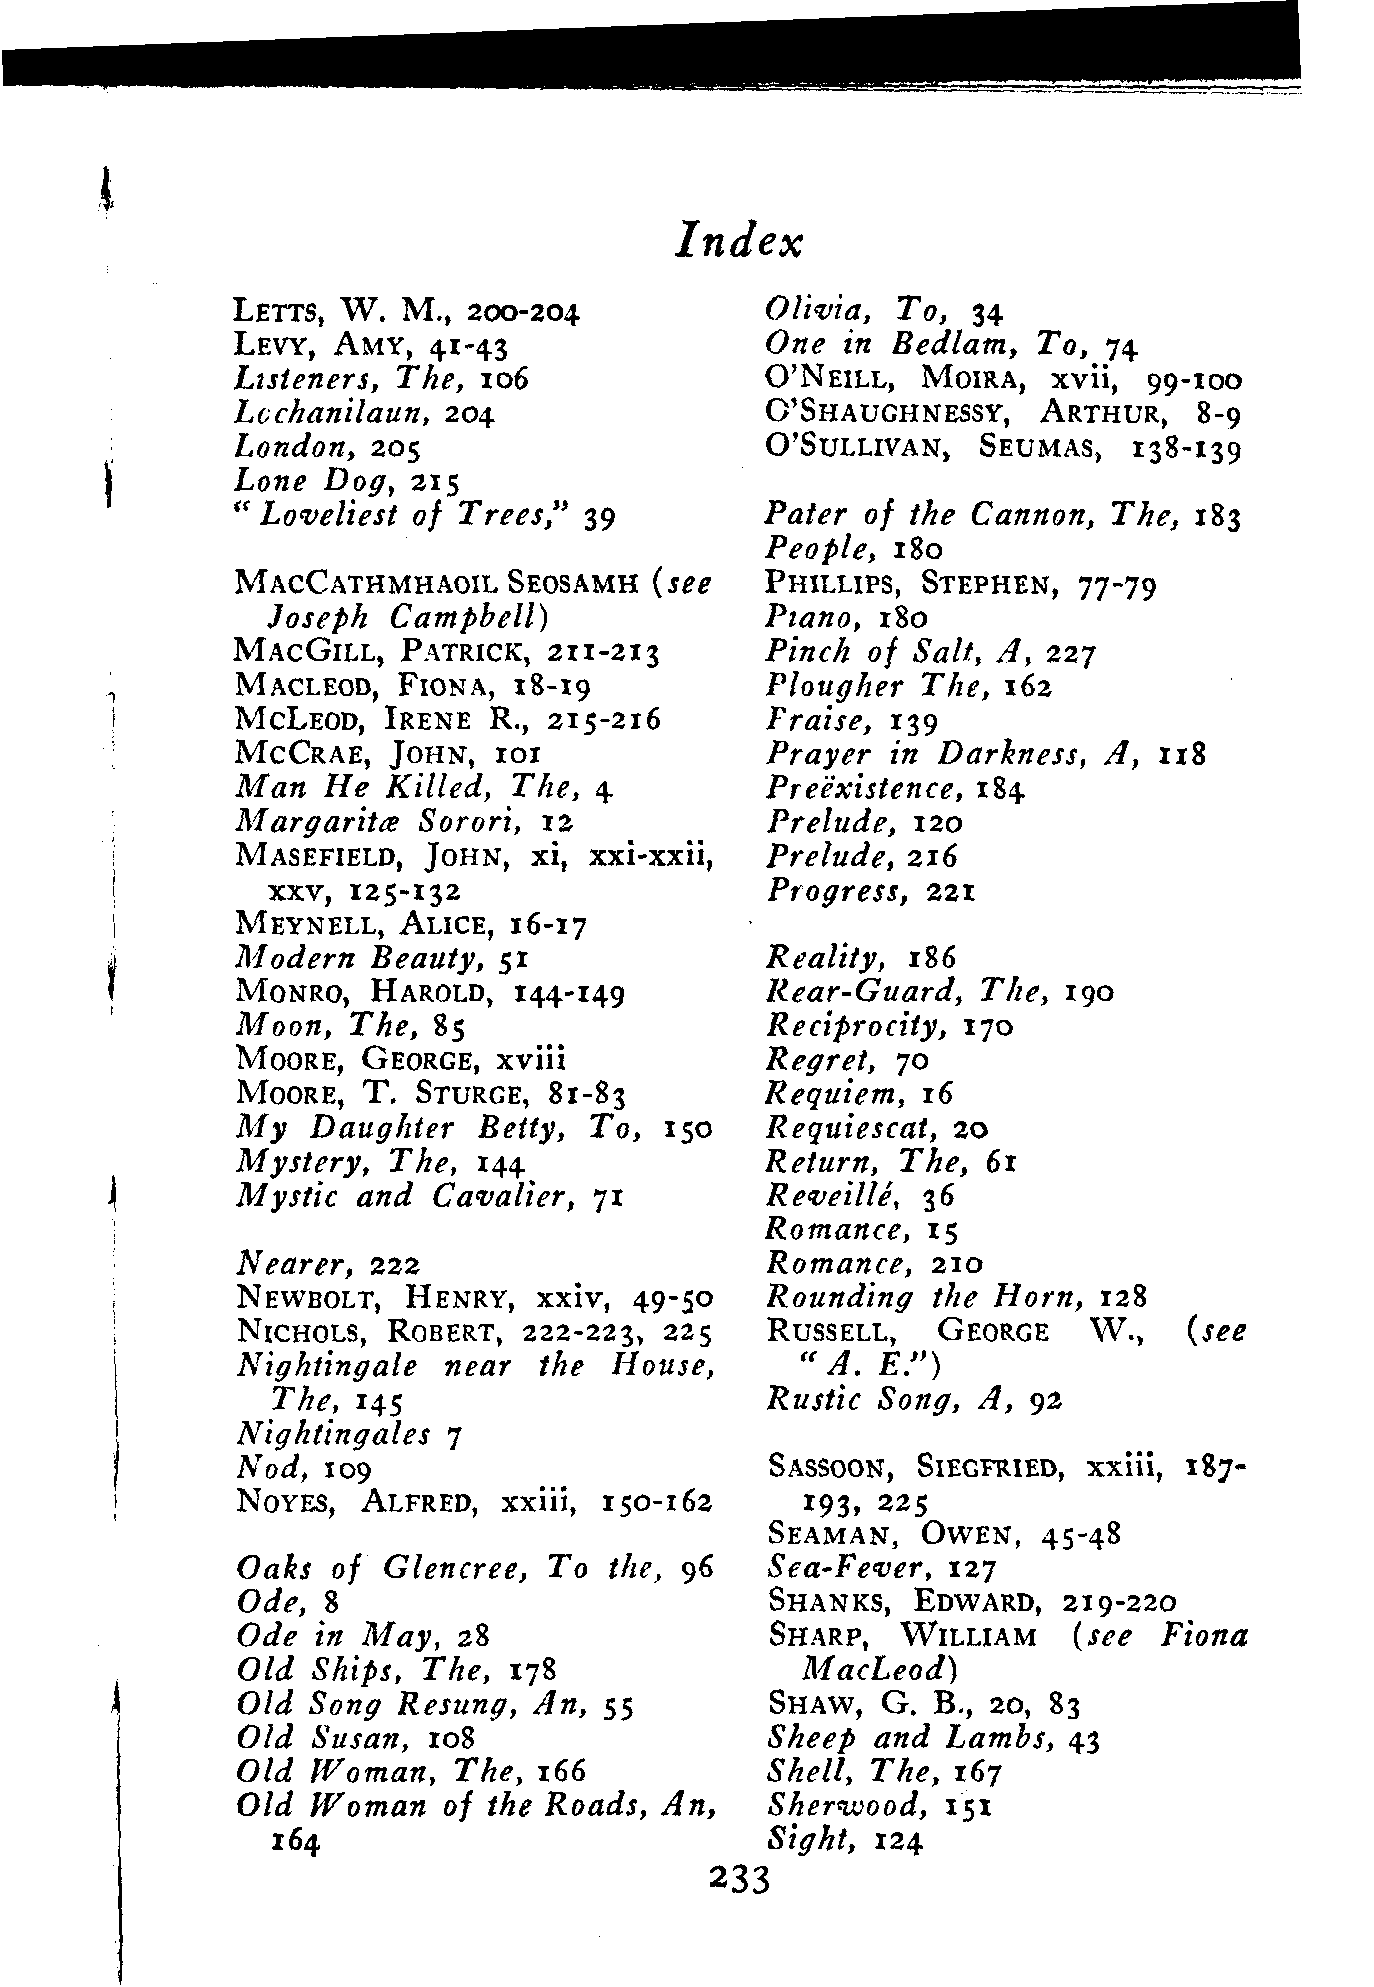 Index
LETTS, W. M., 200-204
LEVY, AMY, 41-43
Listeners, The, 106
Lochanilaun, 204
London, 205
Lone Dog, 215
“Loveliest of Trees,” 39
MACCATHMHAOIL SEOSAMH (see
Joseph Campbell)
MACGILL, PATRICK, 211-213
MACLEOD, FIONA, 18-19
MCLEOD, IRENE R., 215-216
MCCRAE, JOHN, 101
Man He Killed, The, 4
Margaritæ Sorori, 12
MASEFIELD, JOHN, xi, xxi-xxii,
xxv, 125-132
MEYNELL, ALICE, 16-17
Modern Beauty, 51
MONRO, HAROLD, 144-149
Moon, The, 85
MOORE, GEORGE, xviii
MOORE, T. STURGE, 81-83
My Daughter Betty, To, 150
Mystery, The, 144
Mystic and Cavalier, 71
Nearer, 222
NEWBOLT, HENRY, xxiv, 49-50
NICHOLS, ROBERT, 222-223, 225
Nightingale near the House,
The, 145
Nightingales 7
Nod, 109
NOYES, ALFRED, xxiii, 150-162
Oaks of Glencree, To the, 96
Ode, 8
Ode in May, 28
Old Ships, The, 178
Old Song Resung, An, 55
Old Susan, 108
Old Woman, The, 166
Old Woman of the Roads, An,
164
Olivia, To, 34
One in Bedlam, To, 74
O'NEILL, MOIRA, xvii, 99-100
O'SHAUGHNESSY, ARTHUR, 8-9
O'SULLIVAN, SEUMAS, 138-139
Pater of the Cannon, The, 183
People, 180
PHILLIPS, STEPHEN, 77-79
Piano, 180
Pinch of Salt, A, 227
Plougher The, 162
Praise, 139
Prayer in Darkness, A, 118
Preëxistence, 184
Prelude, 120
Prelude, 216
Progress, 221
Reality, 186
Rear-Guard, The, 190
Reciprocity, 170
Regret, 70
Requiem, 16
Requiescat, 20
Return, The, 61
Reveillé, 36
Romance, 15
Romance, 210
Rounding the Horn, 128
RUSSELL, GEORGE W., (see
“A. E.”)
Rustic Song, A, 92
SASSOON, SIEGFRIED, xxiii, 187-
193, 225
SEAMAN, OWEN, 45-48
Sea-Fever, 127
SHANKS, EDWARD, 219-220
SHARP, WILLIAM (see Fiona
MacLeod)
SHAW, G. B., 20, 83
Sheep and Lambs, 43
Shell, The, 167
Sherwood, 151
Sight, 124
233